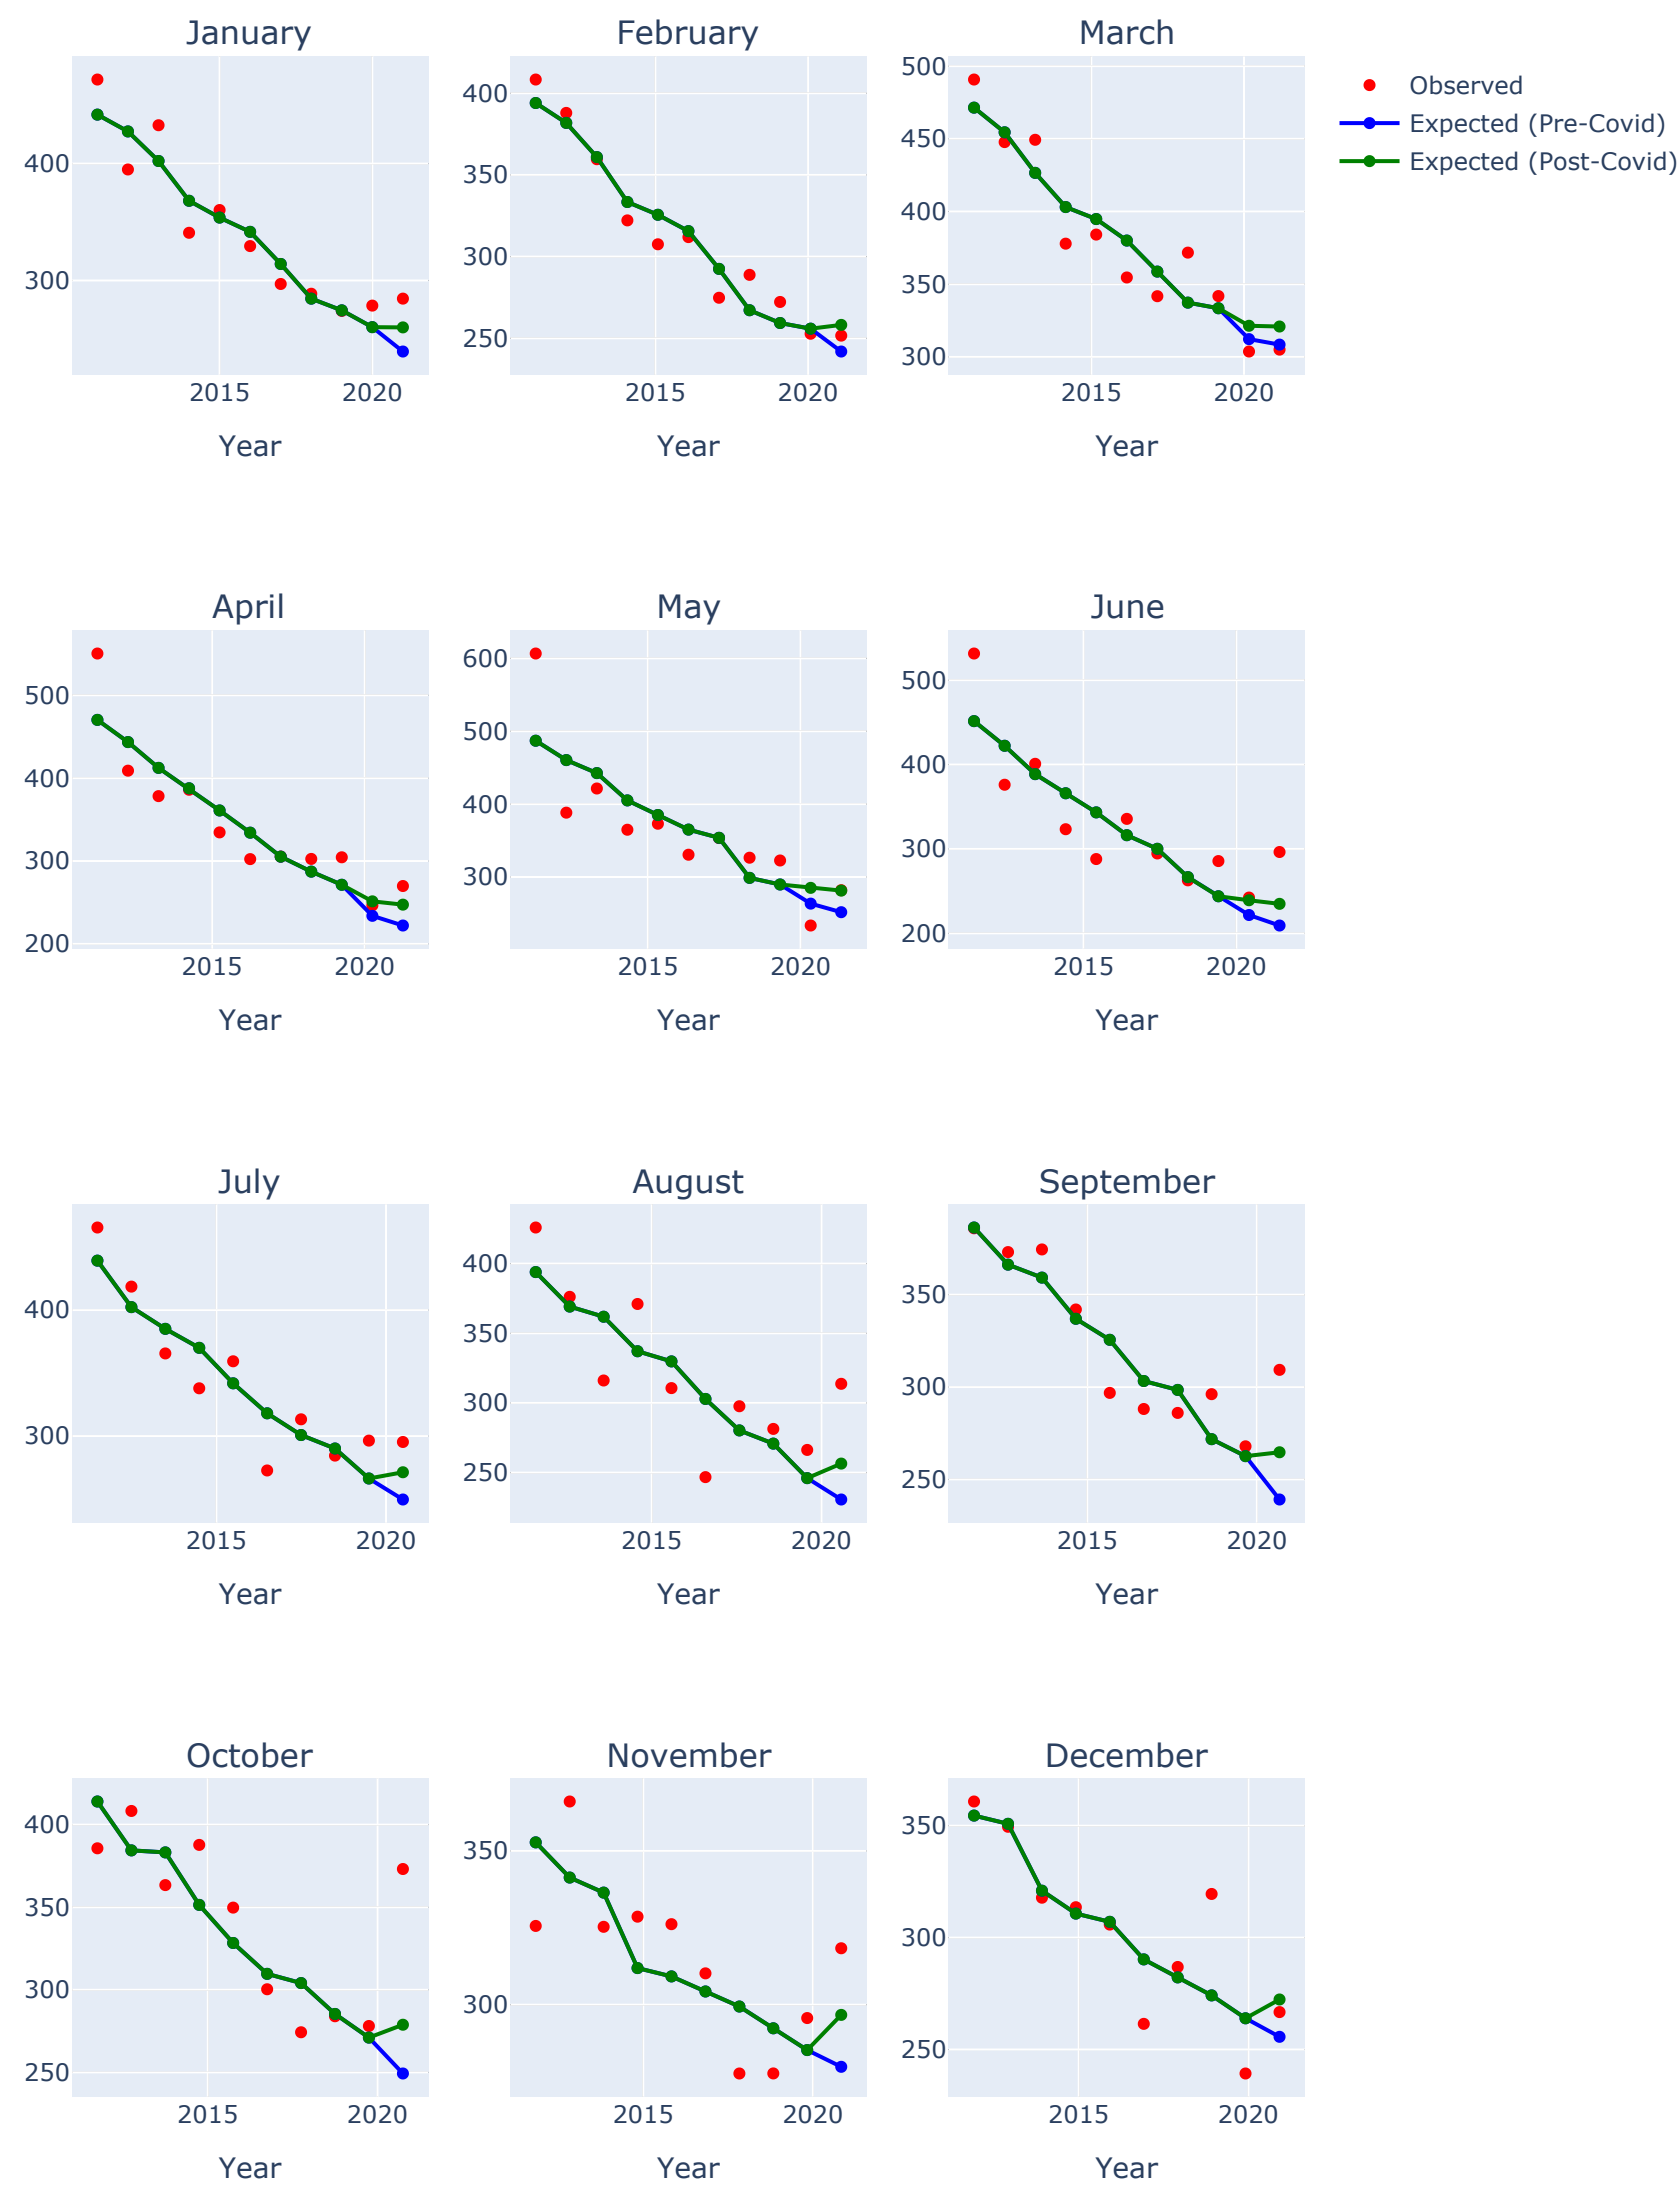 January
February
March
400
300
2015
2020
Year
400
350
300
250
2015
2020
Year
500
450
400
350
300
2015
2020
Year
Observed
Expected (Pre-Covid)
Expected (Post-Covid)
April
May
June
500
400
300
200
2015
2020
Year
600
500
400
300
2015
2020
Year
500
400
300
200
2015
2020
Year
July
August
September
400
300
2015
2020
Year
400
350
300
250
2015
2020
Year
350
300
250
2015
2020
Year
October
November
December
400
350
300
250
2015
2020
Year
350
300
2015
2020
Year
350
300
250
2015
2020
Year